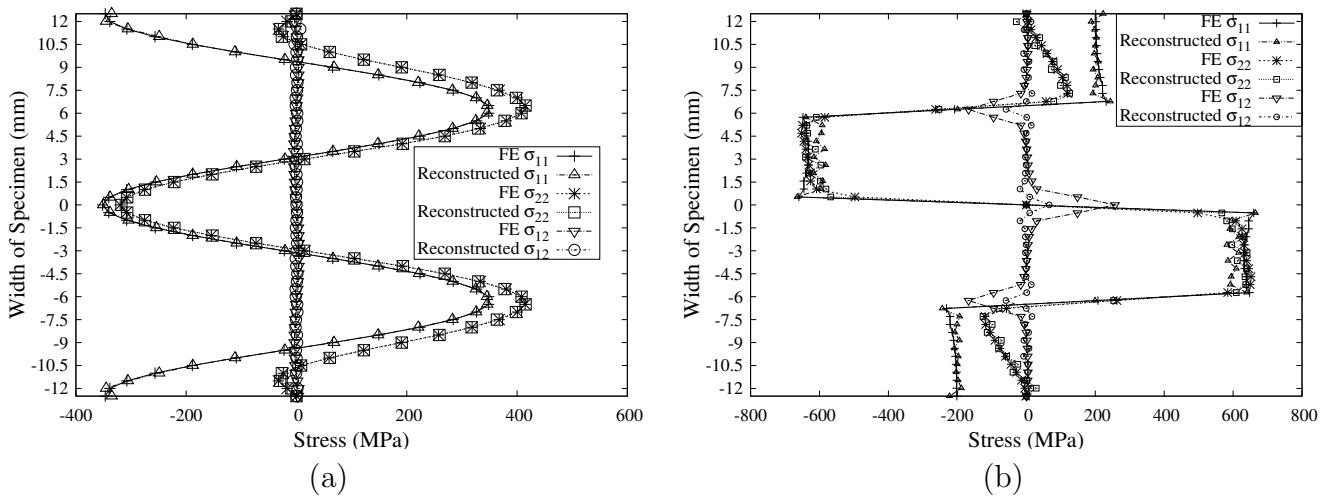 12
10.5
9
7.5
6
4.5
3
1.5
0
-1.5
-3
-4.5
-6
-7.5
-9
-10.5
-12
Width of Specimen (mm)
-400
-200
0
200
400
600
Stress (MPa)
FE σ11
Reconstructed σ11
FE σ22
Reconstructed σ22
FE σ12
Reconstructed σ12
(a)
12
10.5
9
7.5
6
4.5
3
1.5
0
-1.5
-3
-4.5
-6
-7.5
-9
-10.5
-12
Width of Specimen (mm)
-800
-600
-400
-200
0
200
400
600
800
Stress (MPa)
FE σ11
Reconstructed σ11
FE σ22
Reconstructed σ22
FE σ12
Reconstructed σ12
(b)